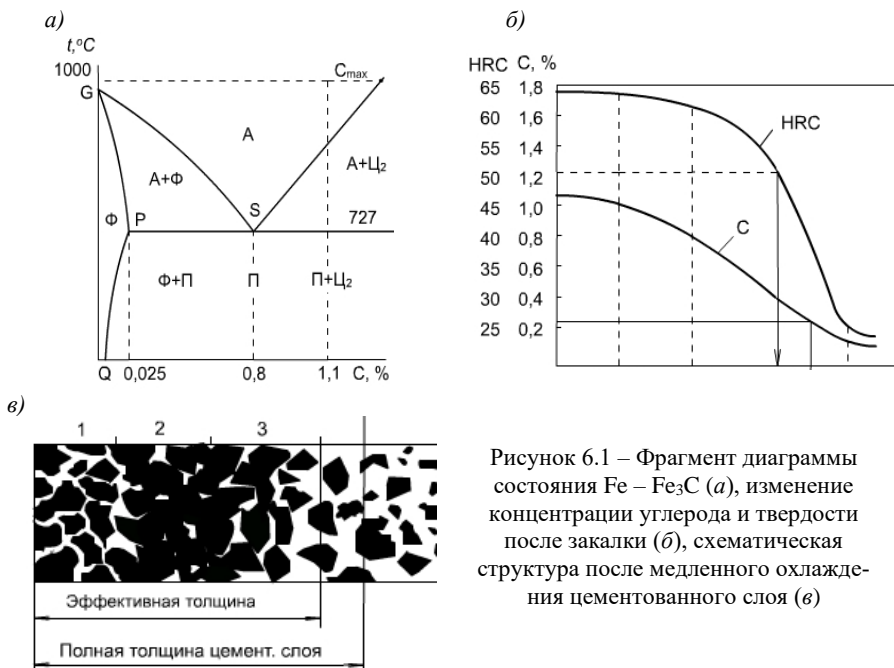 а)
t,°C
1000
Cmax
G
А
А+Ц₂
А+Ф
S
727
Ф
P
Ф+П
П
П+Ц₂
Q 0,025 0,8 1,1 C, %
б)
HRC C, %
65 1,8
60 1,6
55 1,4
50 1,2
45 1,0
40 0,8
35 0,6
30 0,4
25 0,2
HRC
C
в)
1 2 3
Эффективная толщина
Полная толщина цемент. слоя
Рисунок 6.1 – Фрагмент диаграммы
состояния Fe – Fe₃C (а), изменение
концентрации углерода и твердости
после закалки (б), схематическая
структура после медленного охлажде-
ния цементованного слоя (в)